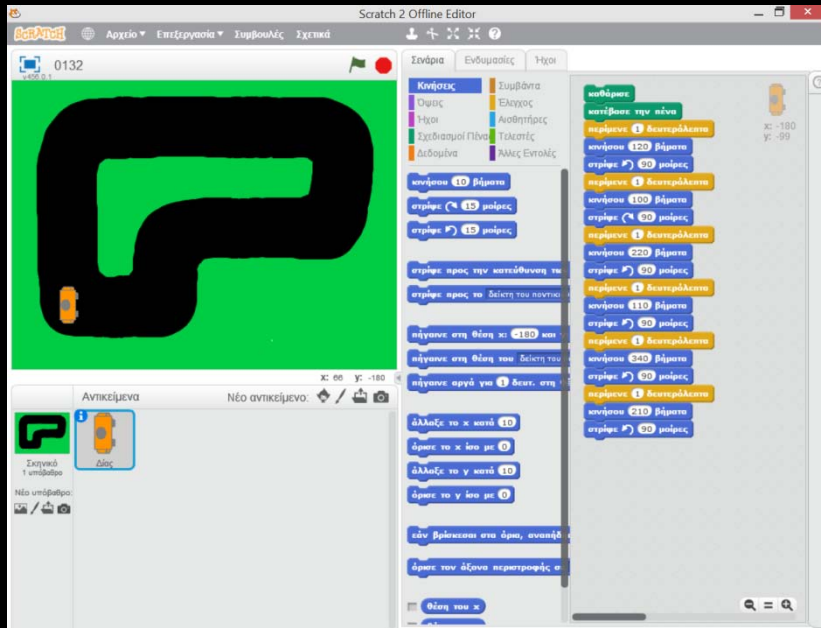 Scratch 2 Offline Editor
SCRATCH Αρχείο Επεξεργασία Συμβουλές Σχετικά
0132
v456.0.1
x: 66 y: -180
Αντικείμενα Νέο αντικείμενο:
Σκηνικό
1 υπόβαθρο
Νέο υπόβαθρο:
Δίας
Σενάρια Ενδυμασίες Ήχοι
Κινήσεις Συμβάντα
Όψεις Έλεγχος
Ήχοι Αισθητήρες
Σχεδιασμοί Πένας Τελεστές
Δεδομένα Άλλες Εντολές
κινήσου 10 βήματα
στρίψε 15 μοίρες
στρίψε 15 μοίρες
στρίψε προς την κατεύθυνση
στρίψε προς το δείκτη του ποντικι
πήγαινε στη θέση x: -180 και
πήγαινε στη θέση του δείκτη του
πήγαινε αργά για 1 δευτ. στη
άλλαξε το x κατά 10
όρισε το x ίσο με 0
άλλαξε το y κατά 10
όρισε το y ίσο με 0
εάν βρίσκεσαι στα όρια, αναπήδ
όρισε τον άξονα περιστροφής
θέση του x
καθάρισε
κατέβασε την πένα
περίμενε 1 δευτερόλεπτα
κινήσου 120 βήματα
στρίψε 90 μοίρες
περίμενε 1 δευτερόλεπτα
κινήσου 100 βήματα
στρίψε 90 μοίρες
περίμενε 1 δευτερόλεπτα
κινήσου 220 βήματα
στρίψε 90 μοίρες
περίμενε 1 δευτερόλεπτα
κινήσου 110 βήματα
στρίψε 90 μοίρες
περίμενε 1 δευτερόλεπτα
κινήσου 340 βήματα
στρίψε 90 μοίρες
περίμενε 1 δευτερόλεπτα
κινήσου 210 βήματα
στρίψε 90 μοίρες
x: -180
y: -99